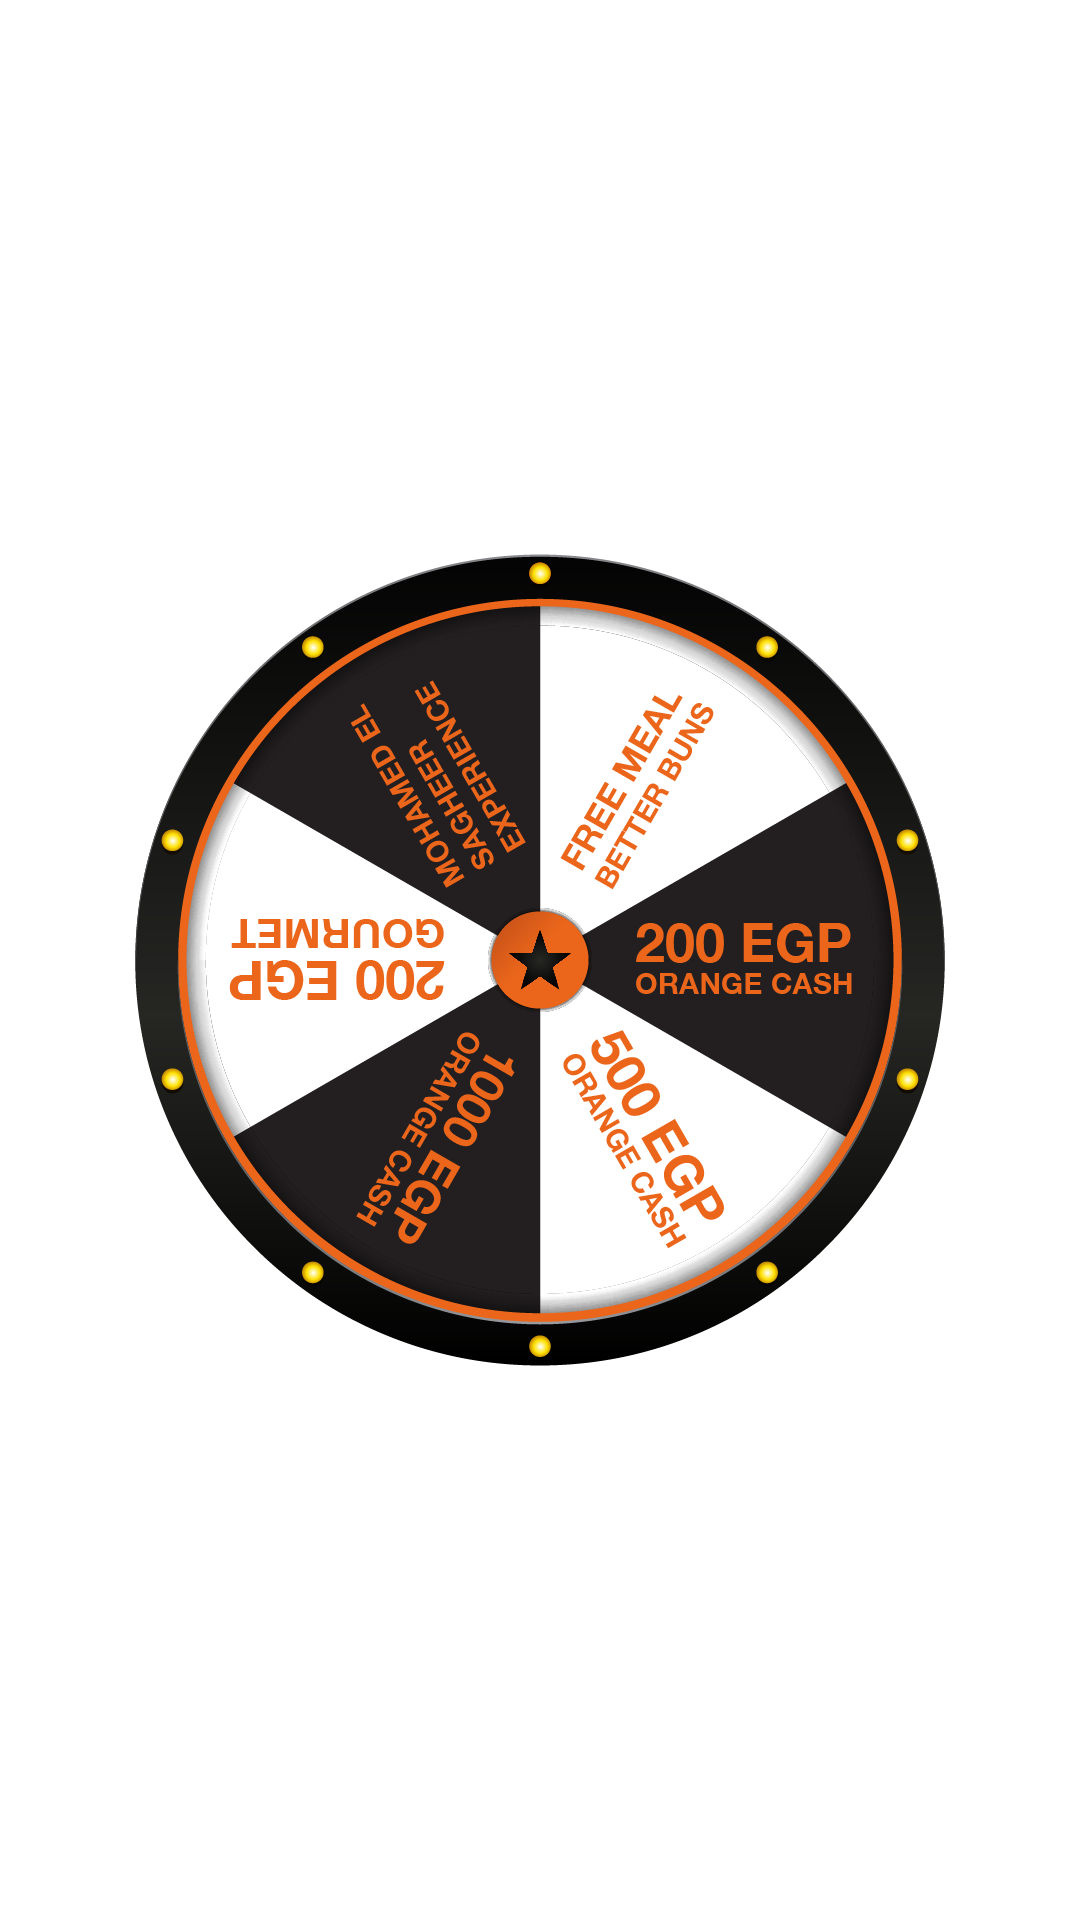 FREE MEAL
BETTER BUNS
200 EGP
ORANGE CASH
500 EGP
ORANGE CASH
1000 EGP
ORANGE CASH
200 EGP
GOURMET
MOHAMED EL
SAGHEER
EXPERIENCE